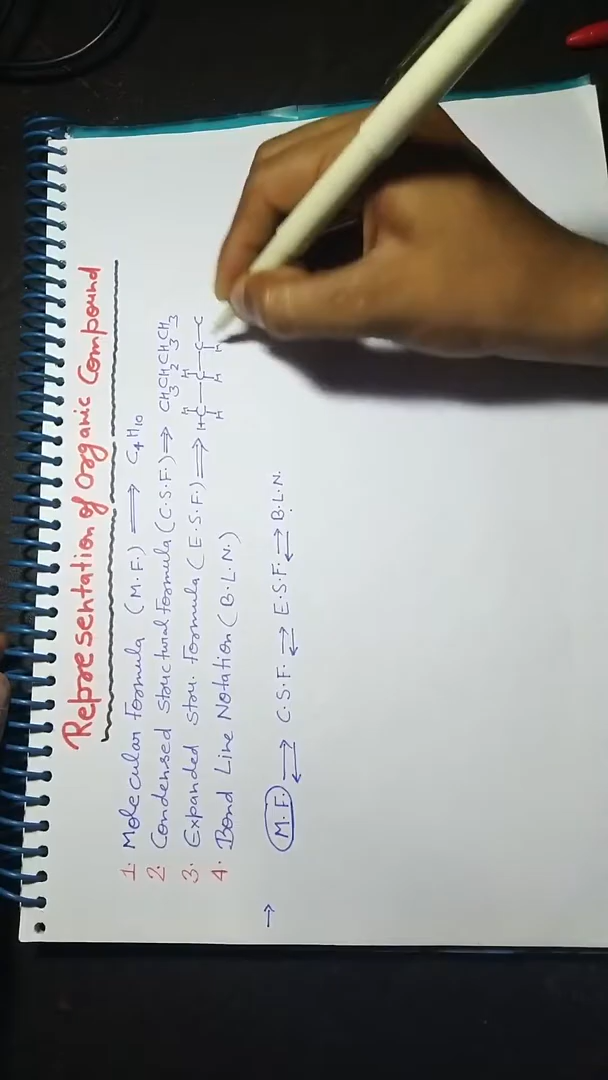 Representation of Organic Compound
1. Molecular formula (M.F.) ⟹ C4H10
2. Condensed structural formula (C.S.F.) ⟹ CH3CH2CH3CH3
3. Expanded stru. formula (E.S.F.) ⟹ H-C-C-C-C
H H H
H H H
4. Bond Line Notation (B.L.N.)
→ M.F. ⇌ C.S.F. ⇌ E.S.F. ⇌ B.L.N.